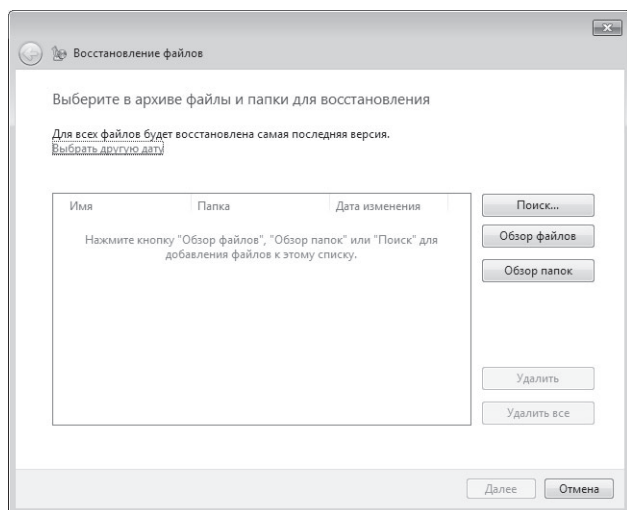 Восстановление файлов
Выберите в архиве файлы и папки для восстановления
Для всех файлов будет восстановлена самая последняя версия.
Выбрать другую дату
Имя Папка Дата изменения
Нажмите кнопку "Обзор файлов", "Обзор папок" или "Поиск" для
добавления файлов к этому списку.
Поиск...
Обзор файлов
Обзор папок
Удалить
Удалить все
Далее Отмена